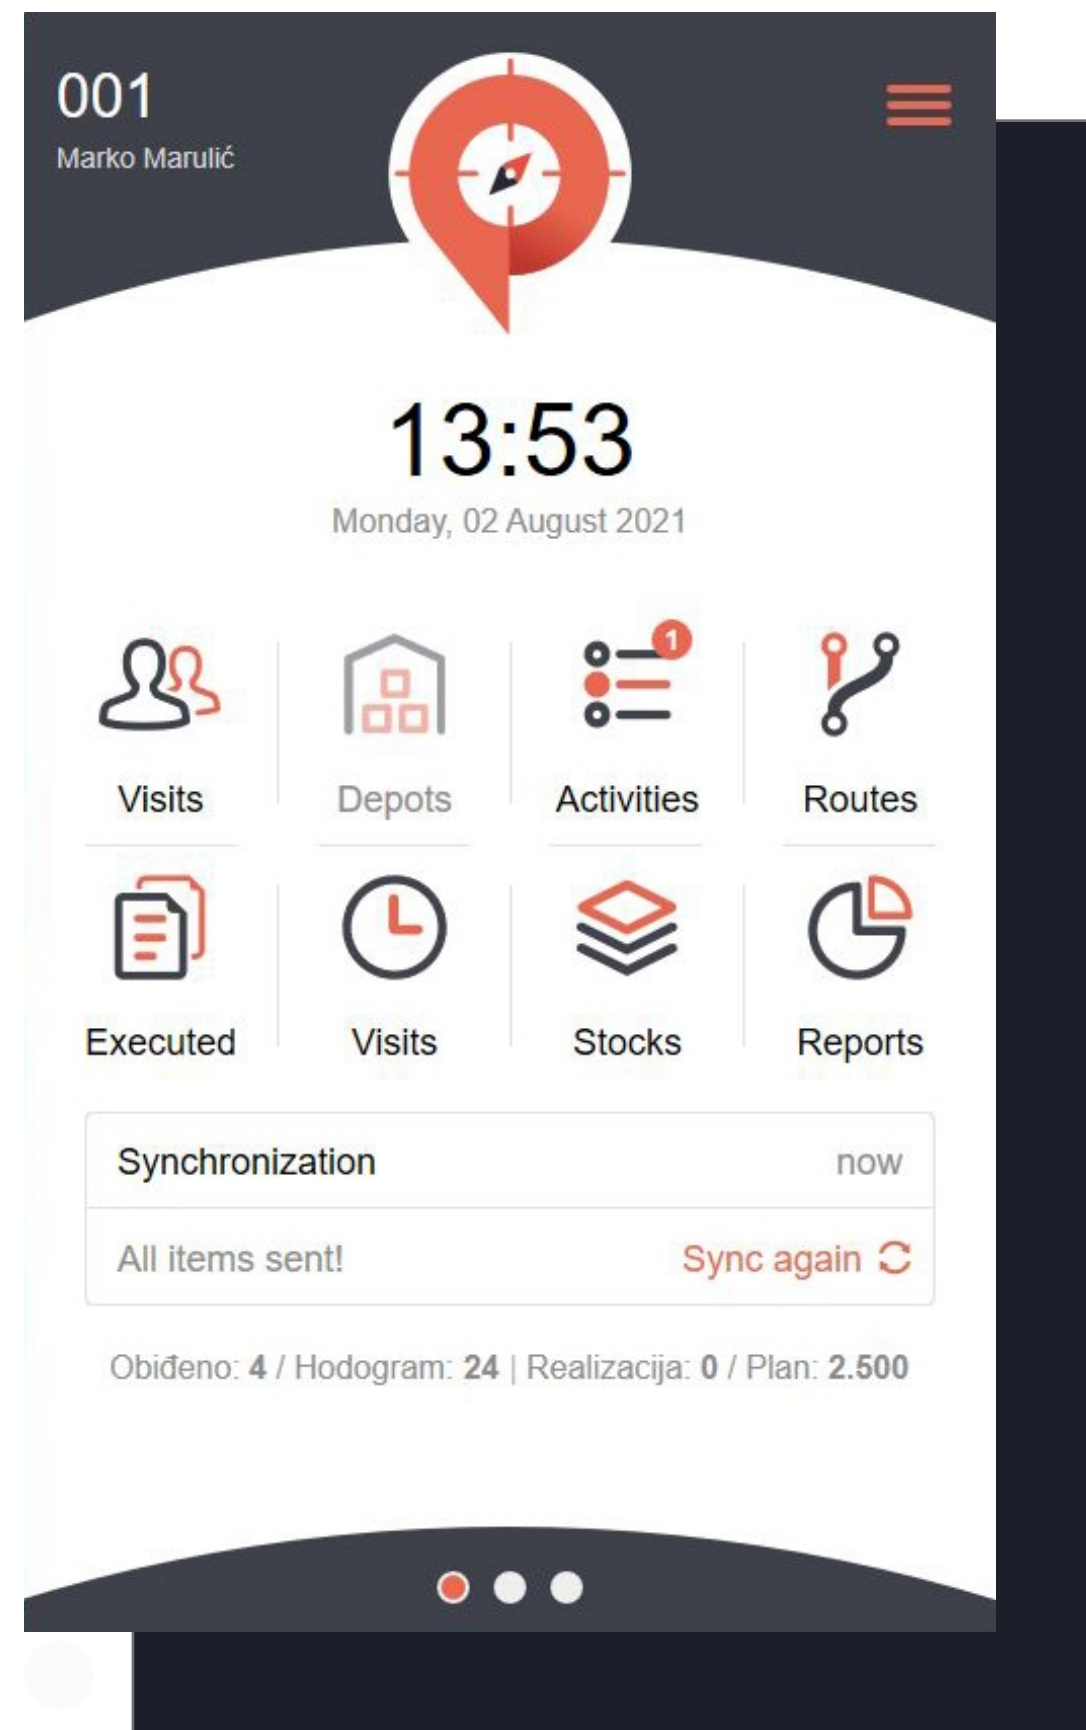 001
Marko Marulić
13:53
Monday, 02 August 2021
1
Visits Depots Activities Routes
Executed Visits Stocks Reports
Synchronization now
All items sent! Sync again
Obiđeno: 4 / Hodogram: 24 | Realizacija: 0 / Plan: 2.500